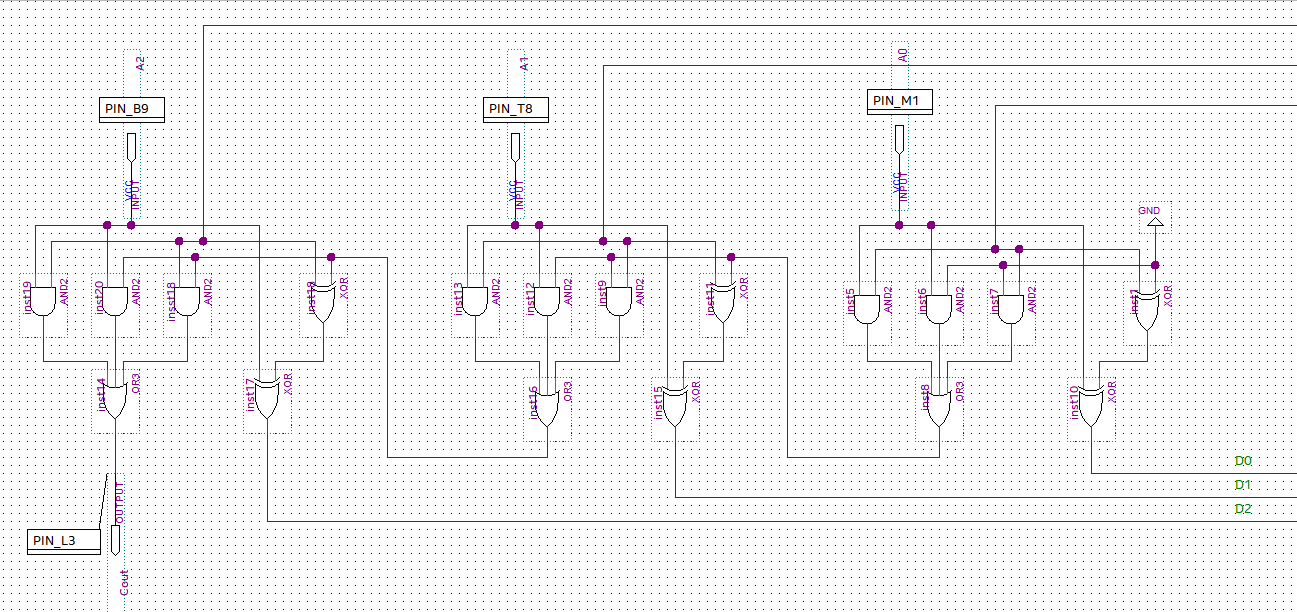 A2
A1
A0
PIN_B9
PIN_T8
PIN_M1
VCC
INPUT
VCC
INPUT
VCC
INPUT
GND
inst19
AND2
inst20
AND2
inst18
AND2
XOR
inst13
AND2
inst12
AND2
inst9
AND2
inst11
XOR
inst5
AND2
inst6
AND2
inst7
AND2
inst1
XOR
inst14
OR3
inst17
XOR
inst16
OR3
inst15
XOR
inst8
OR3
inst10
XOR
D0
D1
D2
OUTPUT
PIN_L3
Cout